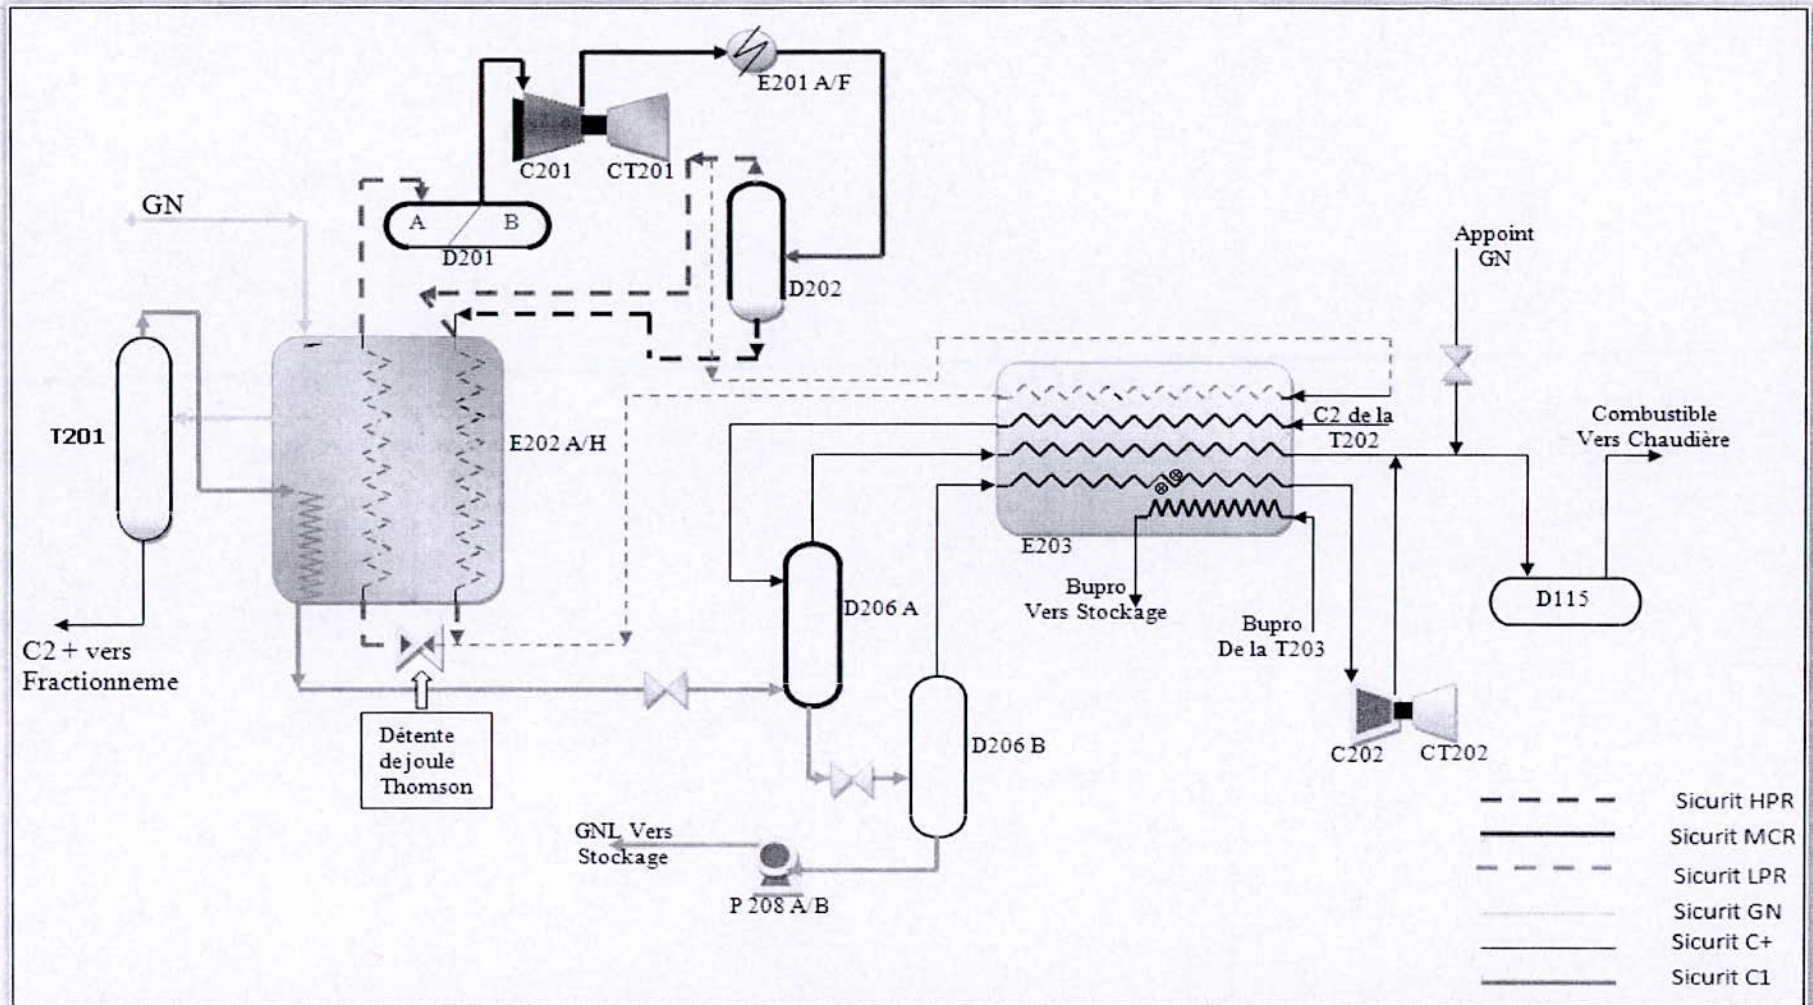 E201 A/F
C201
CT201
GN
A
B
D201
D202
Appoint
GN
T201
E202 A/H
C2 de la
T202
Combustible
Vers Chaudière
E203
D115
Bupro
Vers Stockage
D206 A
Bupro
De la T203
C2 + vers
Fractionneme
Détente
de joule
Thomson
D206 B
C202
CT202
GNL Vers
Stockage
P 208 A/B
Sicurit HPR
Sicurit MCR
Sicurit LPR
Sicurit GN
Sicurit C+
Sicurit C1